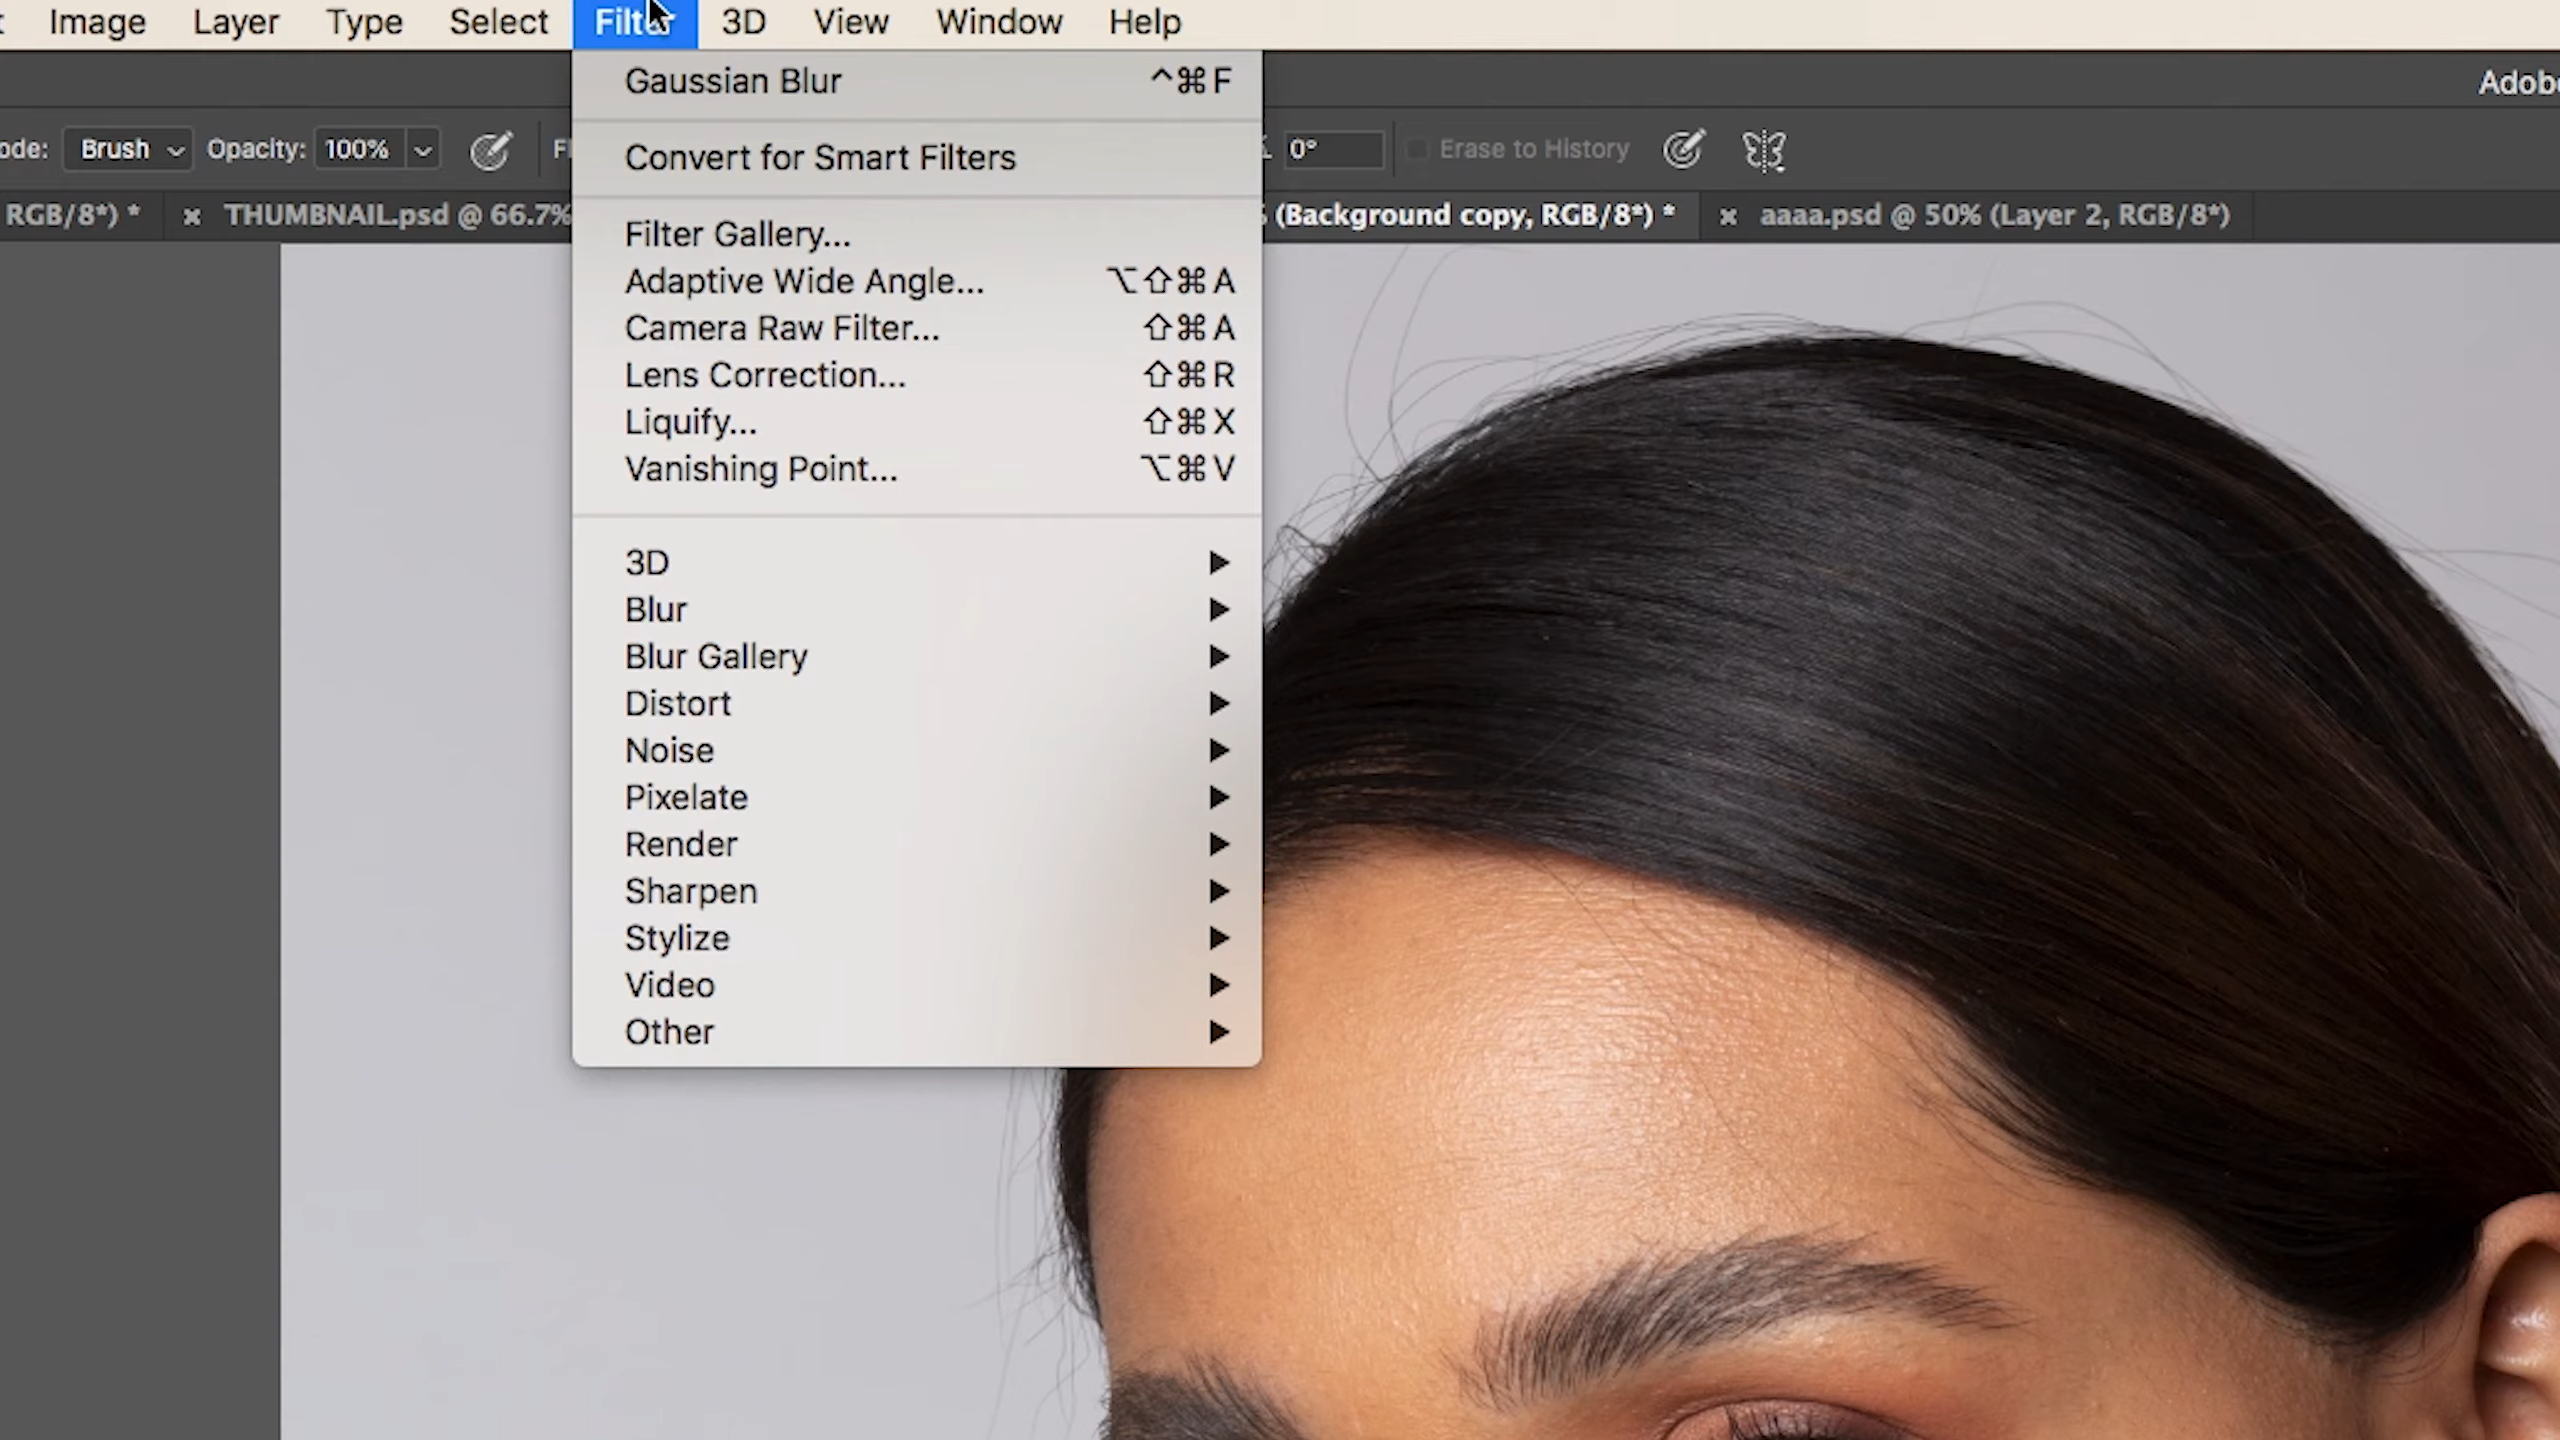 Image Layer Type Select Filter 3D View Window Help
Adobe
ode: Brush Opacity: 100% 0° Erase to History
RGB/8*) * × THUMBNAIL.psd @ 66.7% (Background copy, RGB/8*) * × aaaa.psd @ 50% (Layer 2, RGB/8*)
Gaussian Blur ^⌘F
Convert for Smart Filters
Filter Gallery...
Adaptive Wide Angle... ⌥⇧⌘A
Camera Raw Filter... ⇧⌘A
Lens Correction... ⇧⌘R
Liquify... ⇧⌘X
Vanishing Point... ⌥⌘V
3D
Blur
Blur Gallery
Distort
Noise
Pixelate
Render
Sharpen
Stylize
Video
Other